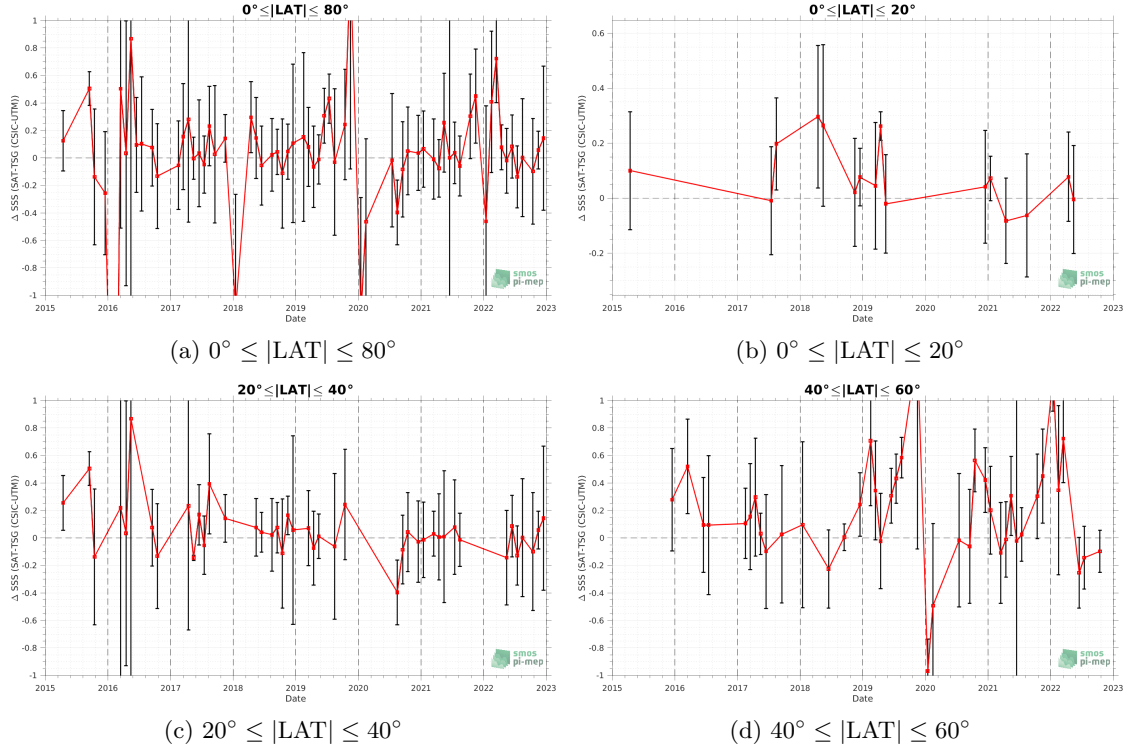 0°≤|LAT|≤ 80°
Δ SSS (SAT-TSG (CSIC-UTM))
1
0.8
0.6
0.4
0.2
0
-0.2
-0.4
-0.6
-0.8
-1
2015 2016 2017 2018 2019 2020 2021 2022 2023
Date
smos
pi-mep
(a) 0° ≤ |LAT| ≤ 80°
0°≤|LAT|≤ 20°
Δ SSS (SAT-TSG (CSIC-UTM))
0.6
0.4
0.2
0
-0.2
2015 2016 2017 2018 2019 2020 2021 2022 2023
Date
smos
pi-mep
(b) 0° ≤ |LAT| ≤ 20°
20°≤|LAT|≤ 40°
Δ SSS (SAT-TSG (CSIC-UTM))
1
0.8
0.6
0.4
0.2
0
-0.2
-0.4
-0.6
-0.8
-1
2015 2016 2017 2018 2019 2020 2021 2022 2023
Date
smos
pi-mep
(c) 20° ≤ |LAT| ≤ 40°
40°≤|LAT|≤ 60°
Δ SSS (SAT-TSG (CSIC-UTM))
1
0.8
0.6
0.4
0.2
0
-0.2
-0.4
-0.6
-0.8
-1
2015 2016 2017 2018 2019 2020 2021 2022 2023
Date
smos
pi-mep
(d) 40° ≤ |LAT| ≤ 60°